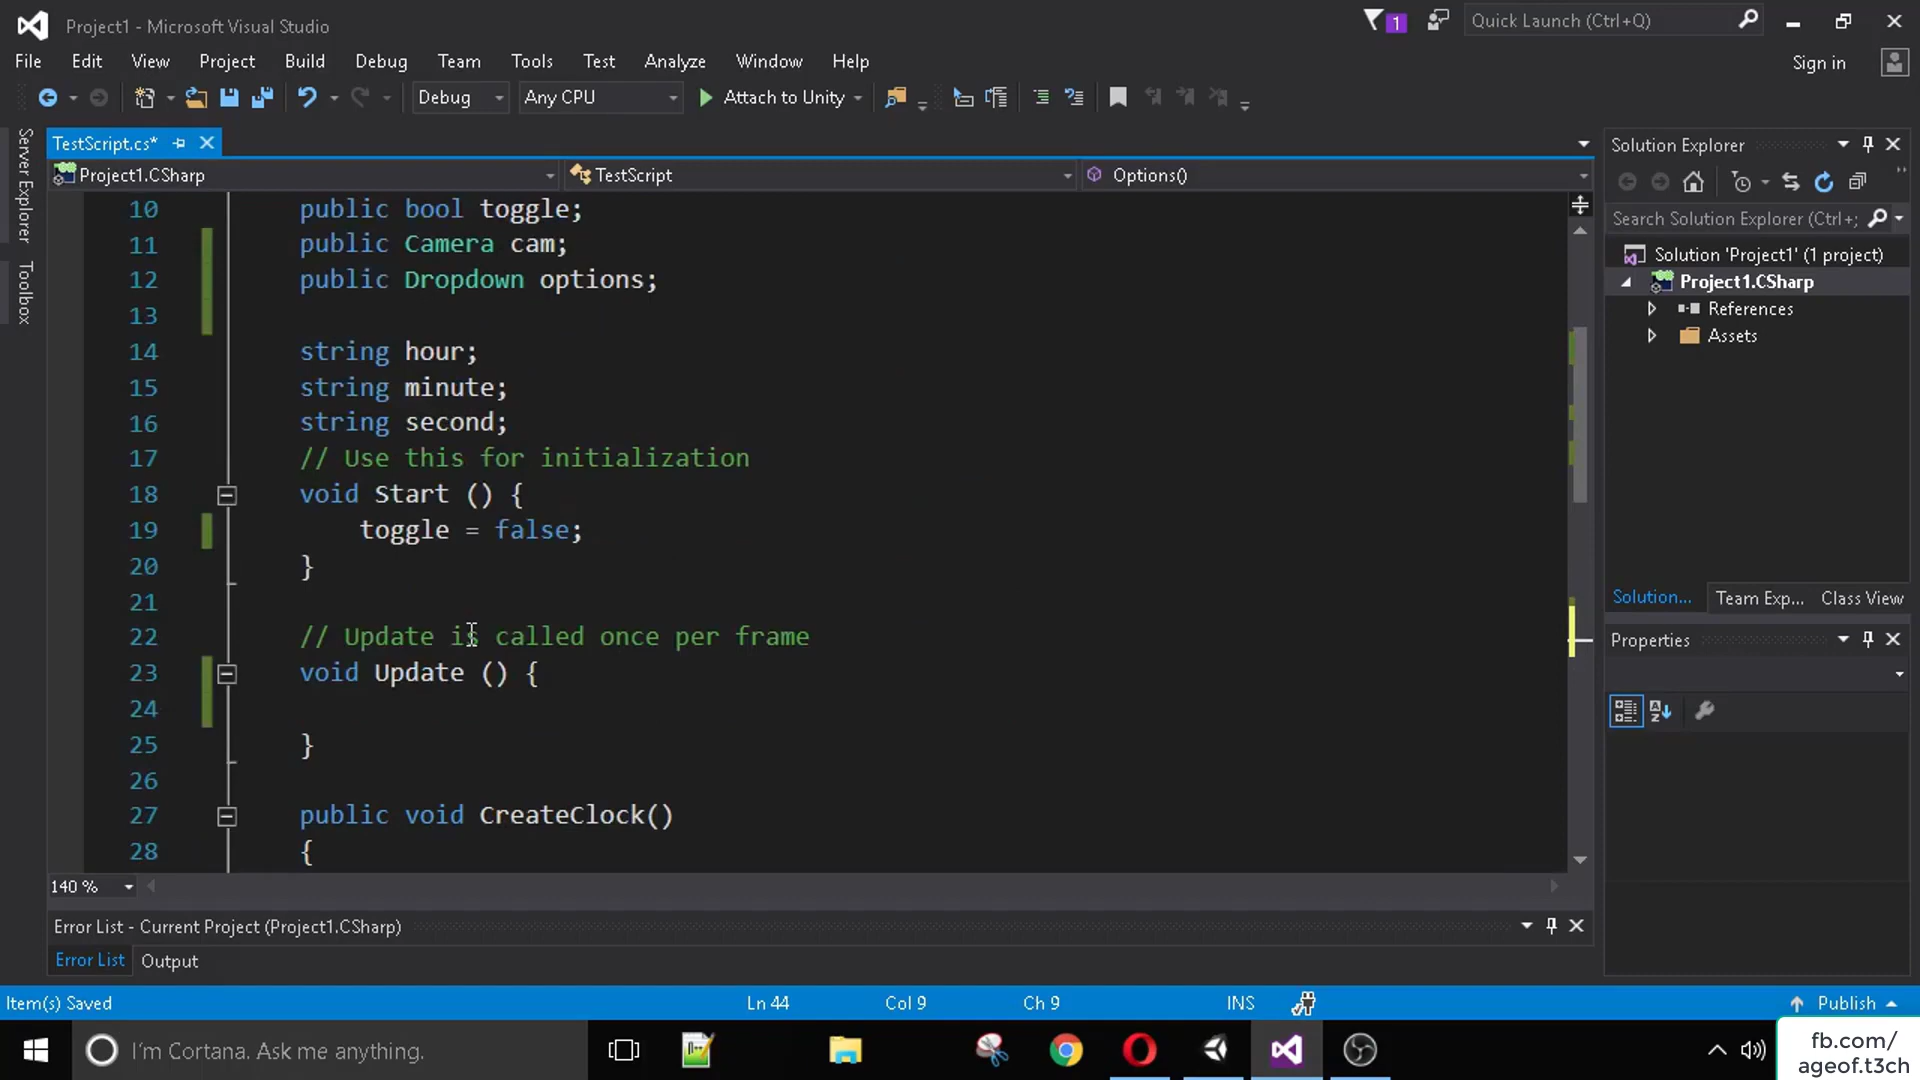 Project1 - Microsoft Visual Studio
1
Quick Launch (Ctrl+Q)
File Edit View Project Build Debug Team Tools Test Analyze Window Help
Sign in
Debug
Any CPU
Attach to Unity
Server Explorer
Toolbox
TestScript.cs*
Project1.CSharp
TestScript
Options()
10 public bool toggle;
11 public Camera cam;
12 public Dropdown options;
13
14 string hour;
15 string minute;
16 string second;
17 // Use this for initialization
18 void Start () {
19 toggle = false;
20 }
21
22 // Update is called once per frame
23 void Update () {
24
25 }
26
27 public void CreateClock()
28 {
140 %
Solution Explorer
Search Solution Explorer (Ctrl+;
Solution 'Project1' (1 project)
Project1.CSharp
References
Assets
Solution... Team Exp... Class View
Properties
Error List - Current Project (Project1.CSharp)
Error List Output
Item(s) Saved
Ln 44
Col 9
Ch 9
INS
Publish
I'm Cortana. Ask me anything.
fb.com/
ageof.t3ch